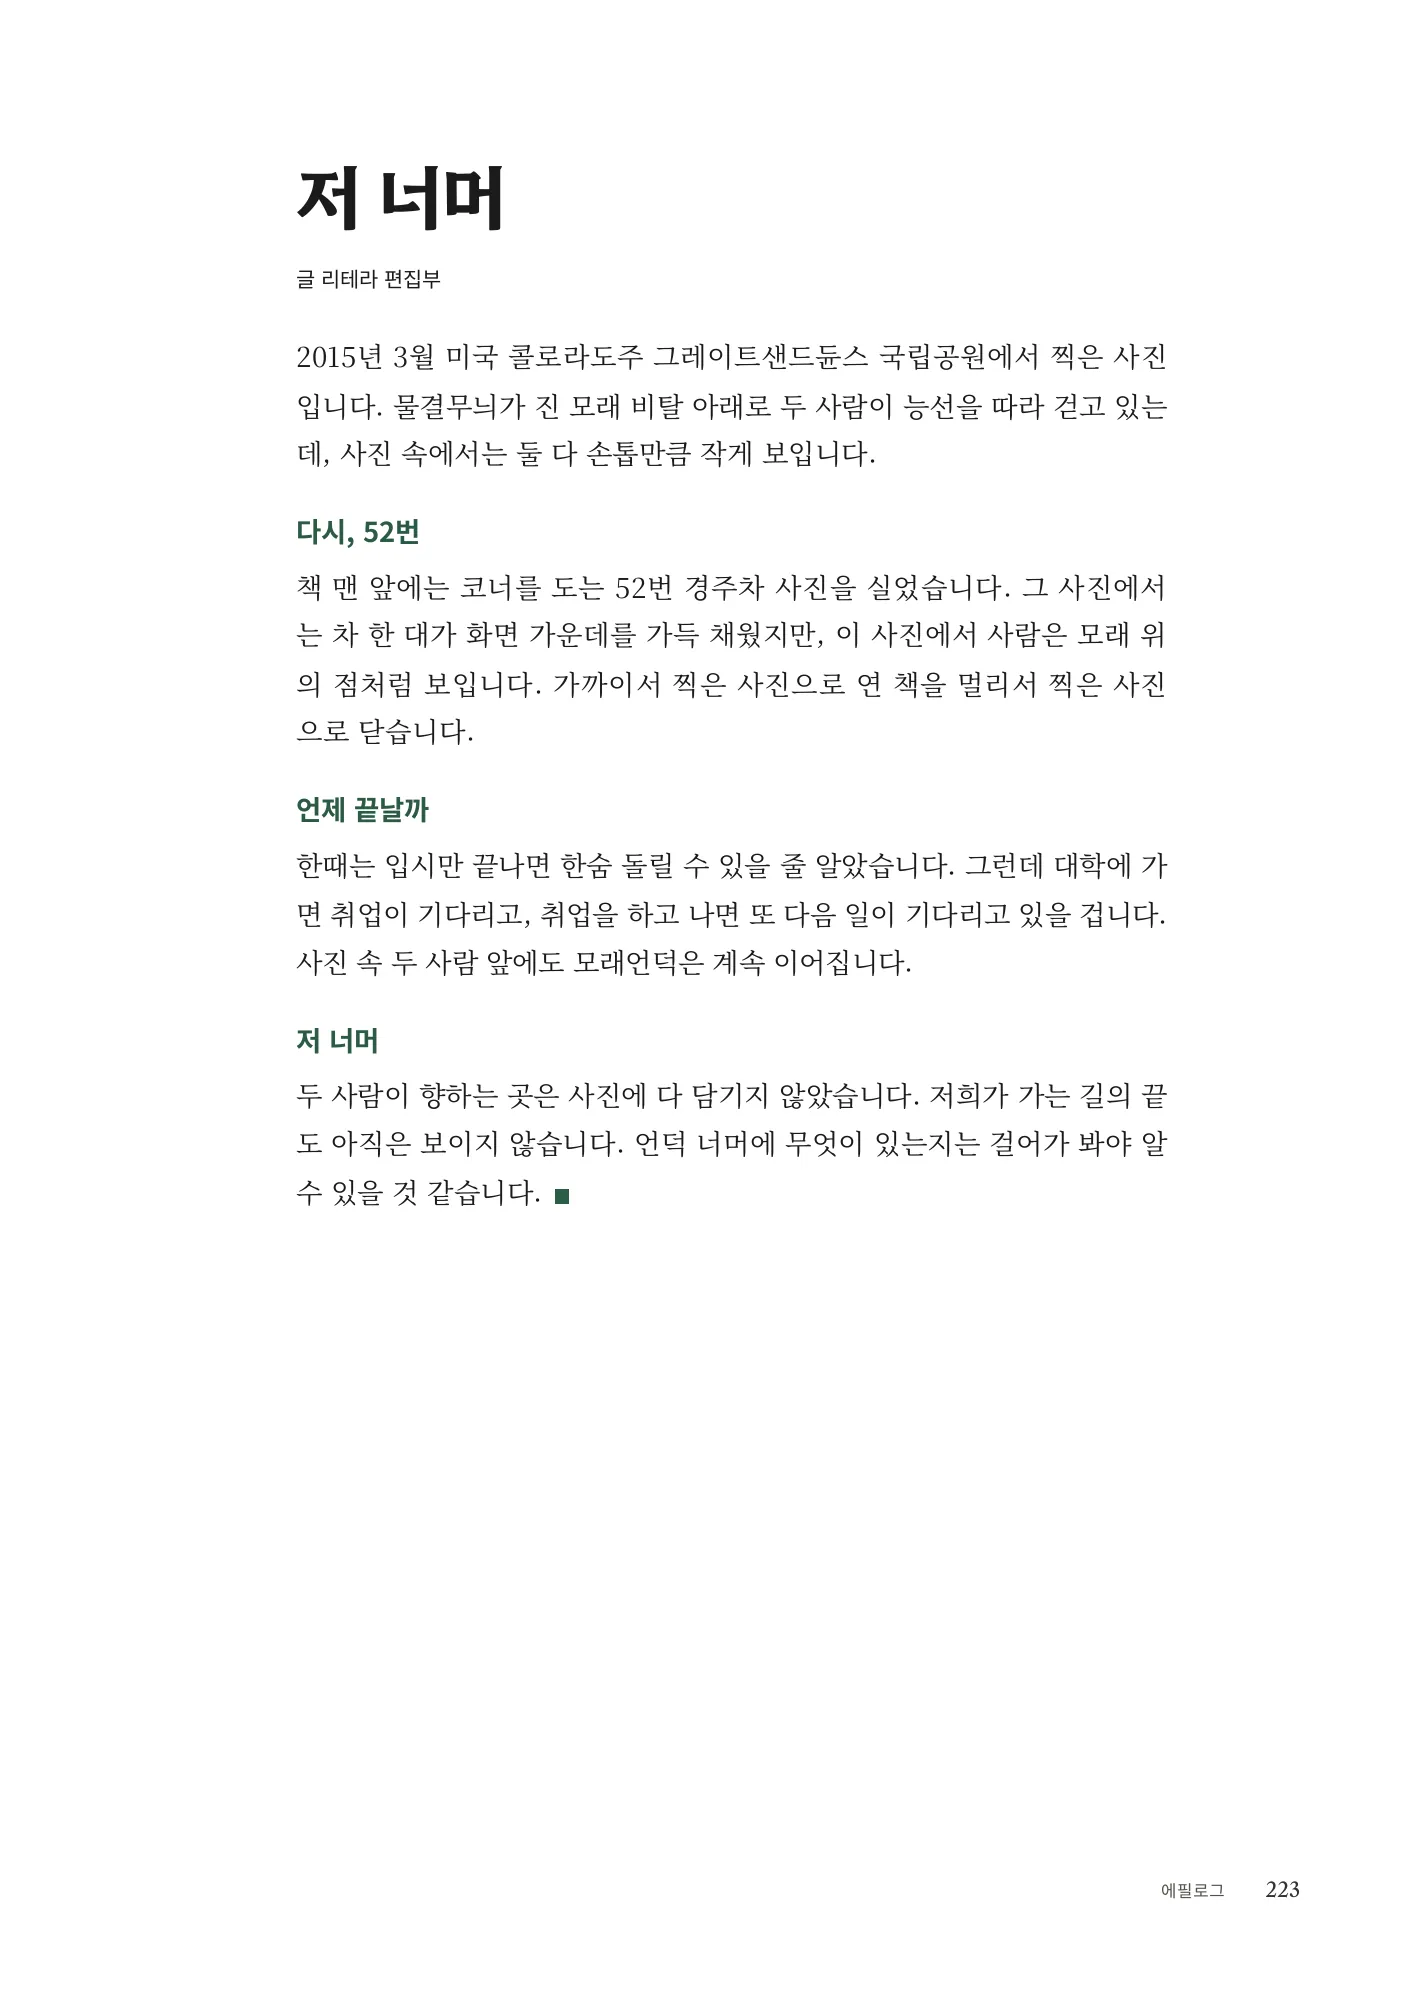 저 너머
글 리테라 편집부
2015년 3월 미국 콜로라도주 그레이트샌드듄스 국립공원에서 찍은 사진
입니다. 물결무늬가 진 모래 비탈 아래로 두 사람이 능선을 따라 걷고 있는
데, 사진 속에서는 둘 다 손톱만큼 작게 보입니다.
다시, 52번
책 맨 앞에는 코너를 도는 52번 경주차 사진을 실었습니다. 그 사진에서
는 차 한 대가 화면 가운데를 가득 채웠지만, 이 사진에서 사람은 모래 위
의 점처럼 보입니다. 가까이서 찍은 사진으로 연 책을 멀리서 찍은 사진
으로 닫습니다.
언제 끝날까
한때는 입시만 끝나면 한숨 돌릴 수 있을 줄 알았습니다. 그런데 대학에 가
면 취업이 기다리고, 취업을 하고 나면 또 다음 일이 기다리고 있을 겁니다.
사진 속 두 사람 앞에도 모래언덕은 계속 이어집니다.
저 너머
두 사람이 향하는 곳은 사진에 다 담기지 않았습니다. 저희가 가는 길의 끝
도 아직은 보이지 않습니다. 언덕 너머에 무엇이 있는지는 걸어가 봐야 알
수 있을 것 같습니다. ■
에필로그 223